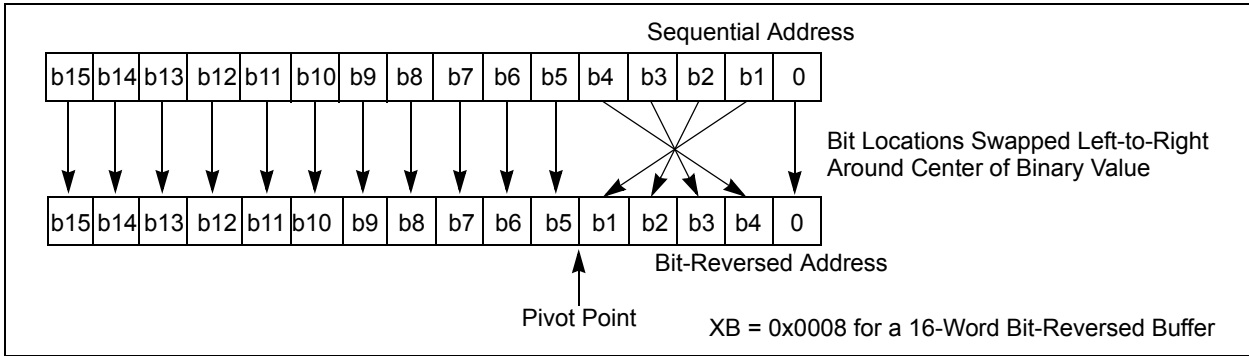 Sequential Address
b15 b14 b13 b12 b11 b10 b9 b8 b7 b6 b5 b4 b3 b2 b1 0
Bit Locations Swapped Left-to-Right
Around Center of Binary Value
b15 b14 b13 b12 b11 b10 b9 b8 b7 b6 b5 b1 b2 b3 b4 0
Bit-Reversed Address
Pivot Point
XB = 0x0008 for a 16-Word Bit-Reversed Buffer